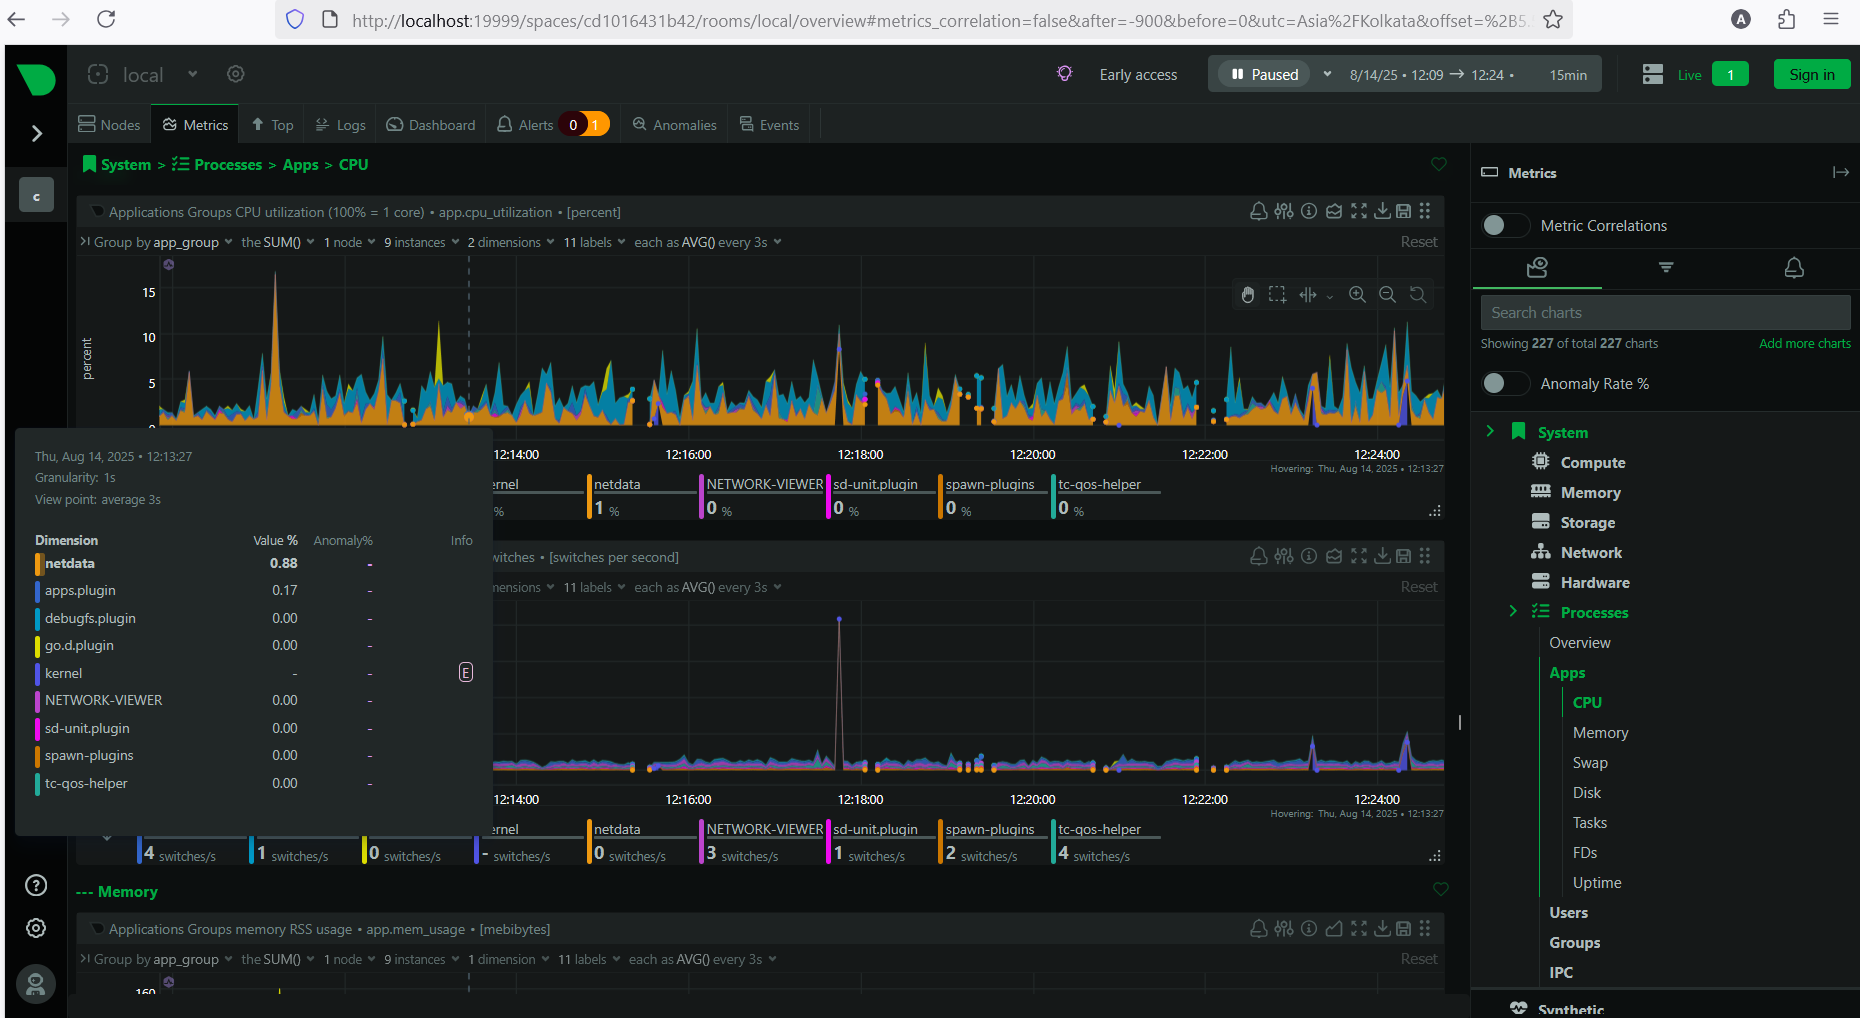 http://localhost:19999/spaces/cd1016431b42/rooms/local/overview#metrics_correlation=false&after=-900&before=0&utc=Asia%2FKolkata&offset=%2B5.
A
local
Early access
Paused
8/14/25 • 12:09 → 12:24 •
15min
Live
1
Sign in
Nodes
Metrics
Top
Logs
Dashboard
Alerts
0
1
Anomalies
Events
c
System > Processes > Apps > CPU
Applications Groups CPU utilization (100% = 1 core) • app.cpu_utilization • [percent]
Group by app_group the SUM() 1 node 9 instances 2 dimensions 11 labels each as AVG() every 3s
Reset
percent
15
10
5
0
12:14:00
12:16:00
12:18:00
12:20:00
12:22:00
12:24:00
Hovering: Thu, Aug 14, 2025 • 12:13:27
ernel
%
netdata
1 %
NETWORK-VIEWER
0 %
sd-unit.plugin
0 %
spawn-plugins
0 %
tc-qos-helper
0 %
Thu, Aug 14, 2025 • 12:13:27
Granularity: 1s
View point: average 3s
Dimension Value % Anomaly% Info
netdata 0.88 -
apps.plugin 0.17 -
debugfs.plugin 0.00 -
go.d.plugin 0.00 -
kernel - - E
NETWORK-VIEWER 0.00 -
sd-unit.plugin 0.00 -
spawn-plugins 0.00 -
tc-qos-helper 0.00 -
witches • [switches per second]
mensions 11 labels each as AVG() every 3s
Reset
12:14:00
12:16:00
12:18:00
12:20:00
12:22:00
12:24:00
Hovering: Thu, Aug 14, 2025 • 12:13:27
4 switches/s
1 switches/s
0 switches/s
ernel
- switches/s
netdata
0 switches/s
NETWORK-VIEWER
3 switches/s
sd-unit.plugin
1 switches/s
spawn-plugins
2 switches/s
tc-qos-helper
4 switches/s
--- Memory
Applications Groups memory RSS usage • app.mem_usage • [mebibytes]
Group by app_group the SUM() 1 node 9 instances 1 dimension 11 labels each as AVG() every 3s
Reset
160
Metrics
Metric Correlations
Search charts
Showing 227 of total 227 charts
Add more charts
Anomaly Rate %
System
Compute
Memory
Storage
Network
Hardware
Processes
Overview
Apps
CPU
Memory
Swap
Disk
Tasks
FDs
Uptime
Users
Groups
IPC
Synthetic